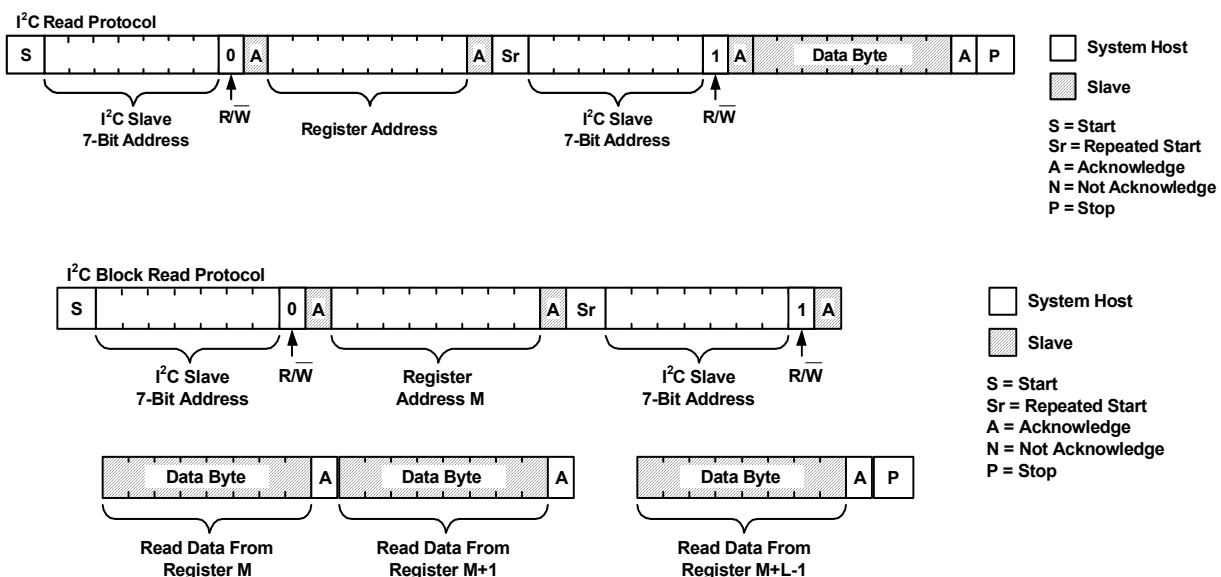 I²C Read Protocol
S 0 A A Sr 1 A Data Byte A P
I²C Slave
7-Bit Address
R/W̅
Register Address
I²C Slave
7-Bit Address
R/W̅
System Host
Slave
S = Start
Sr = Repeated Start
A = Acknowledge
N = Not Acknowledge
P = Stop
I²C Block Read Protocol
S 0 A A Sr 1 A
I²C Slave
7-Bit Address
R/W̅
Register
Address M
I²C Slave
7-Bit Address
R/W̅
Data Byte A Data Byte A Data Byte A P
Read Data From
Register M
Read Data From
Register M+1
Read Data From
Register M+L-1
System Host
Slave
S = Start
Sr = Repeated Start
A = Acknowledge
N = Not Acknowledge
P = Stop